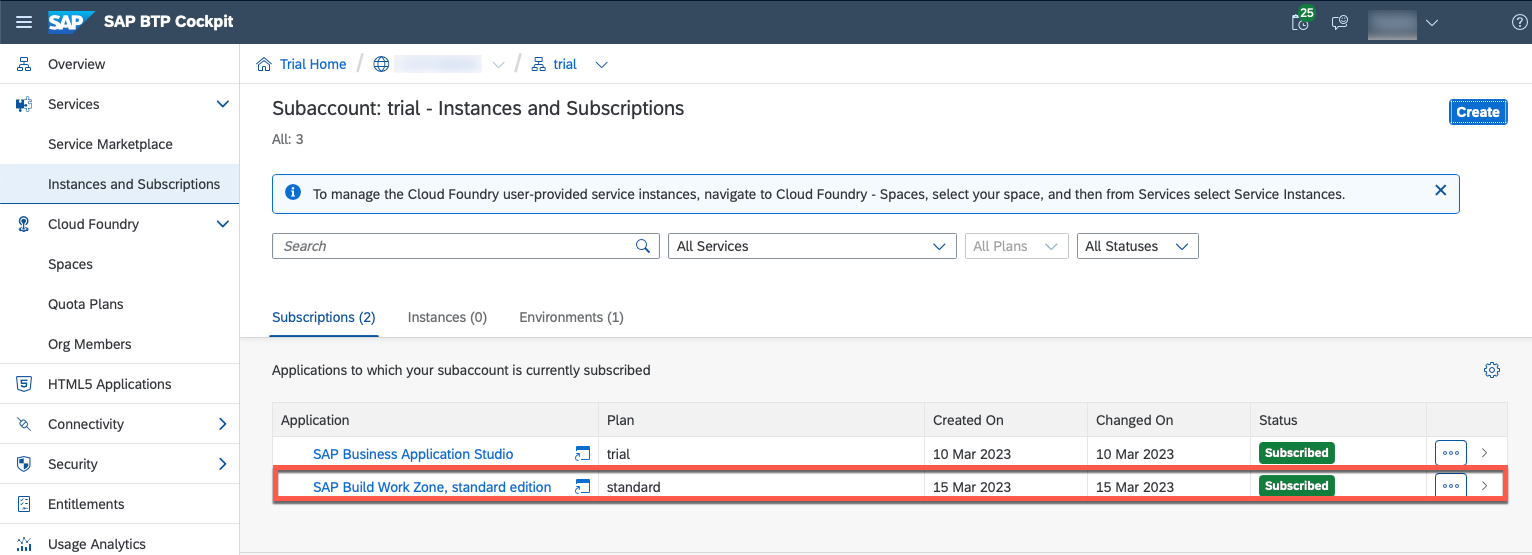 SAP SAP BTP Cockpit 25
Overview
Services
Service Marketplace
Instances and Subscriptions
Cloud Foundry
Spaces
Quota Plans
Org Members
HTML5 Applications
Connectivity
Security
Entitlements
Usage Analytics
Trial Home / / trial
Subaccount: trial - Instances and Subscriptions
Create
All: 3
To manage the Cloud Foundry user-provided service instances, navigate to Cloud Foundry - Spaces, select your space, and then from Services select Service Instances.
Search All Services All Plans All Statuses
Subscriptions (2) Instances (0) Environments (1)
Applications to which your subaccount is currently subscribed
Application Plan Created On Changed On Status
SAP Business Application Studio trial 10 Mar 2023 10 Mar 2023 Subscribed
SAP Build Work Zone, standard edition standard 15 Mar 2023 15 Mar 2023 Subscribed